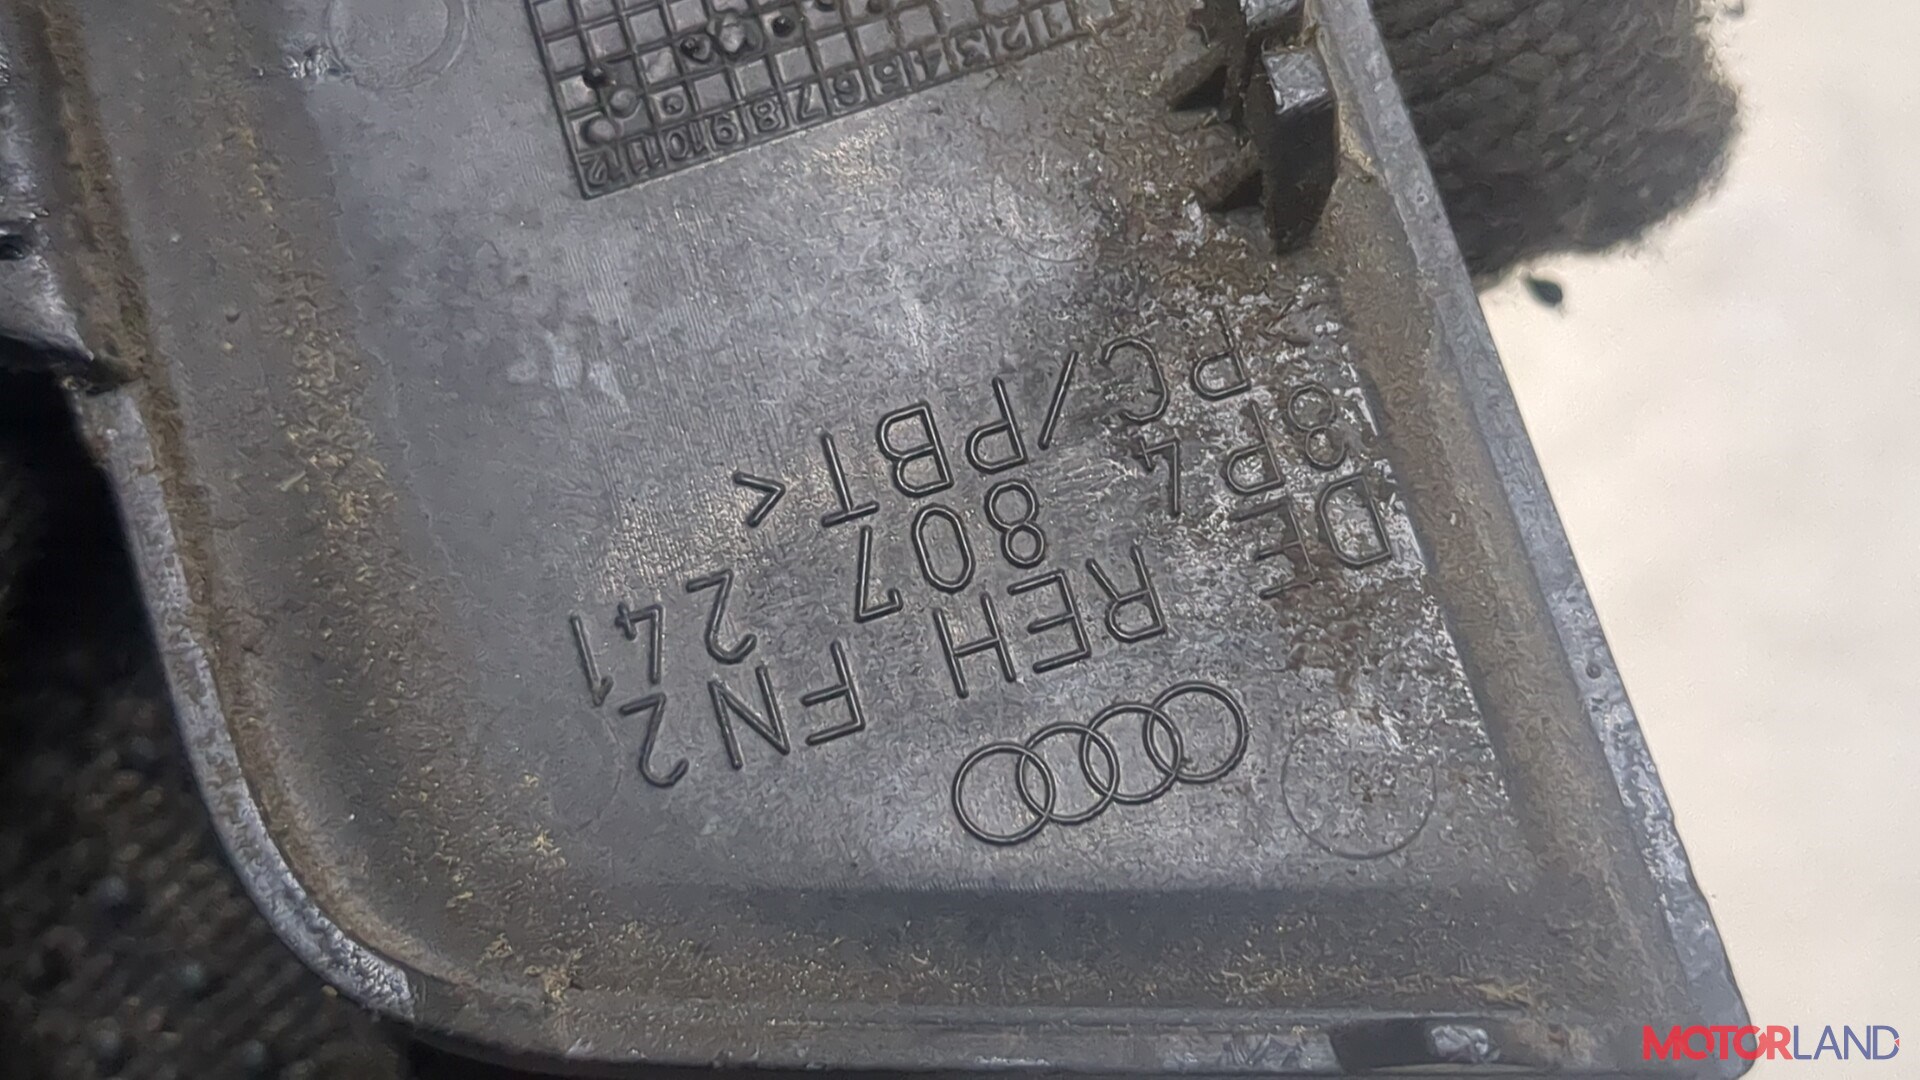 DE REH FN2
8P4 807 241
>PC/PBT<
1 2 3 4 5 6 7 8 9 10 11 12
MOTORLAND